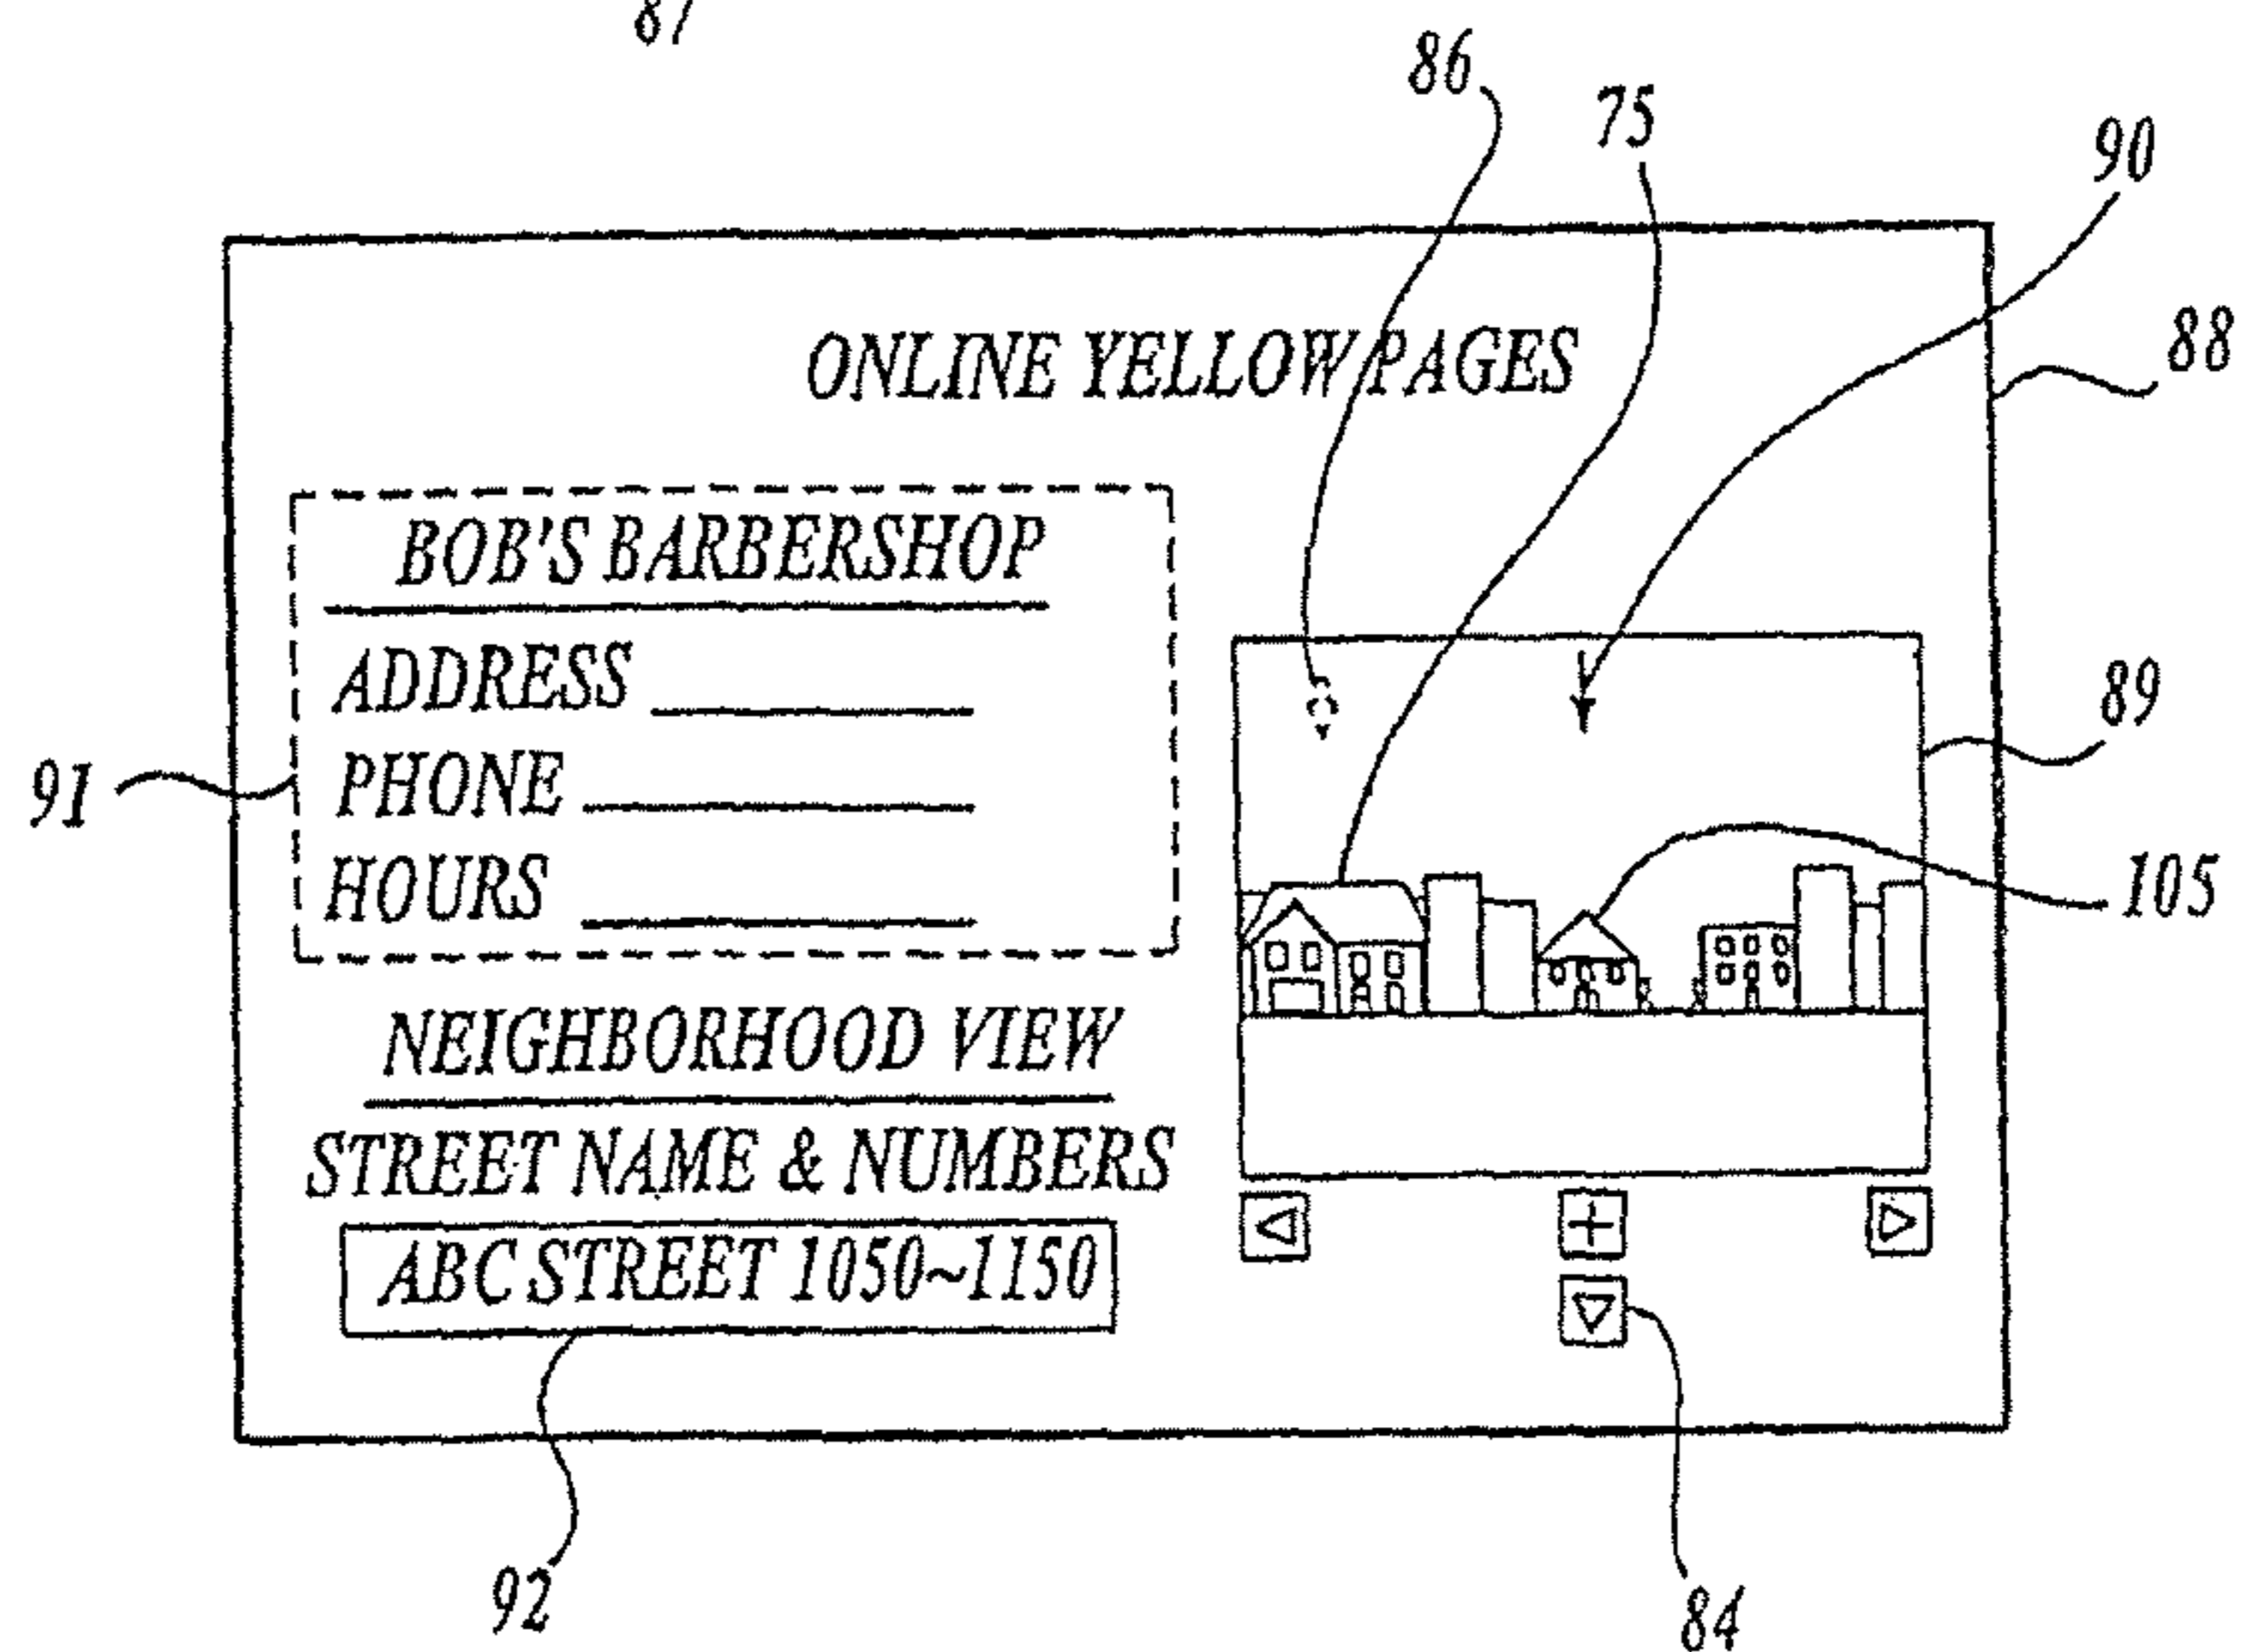 87
86
75
90
88
ONLINE YELLOW PAGES
BOB'S BARBERSHOP
ADDRESS
PHONE
HOURS
91
89
105
NEIGHBORHOOD VIEW
STREET NAME & NUMBERS
ABC STREET 1050~1150
92
84